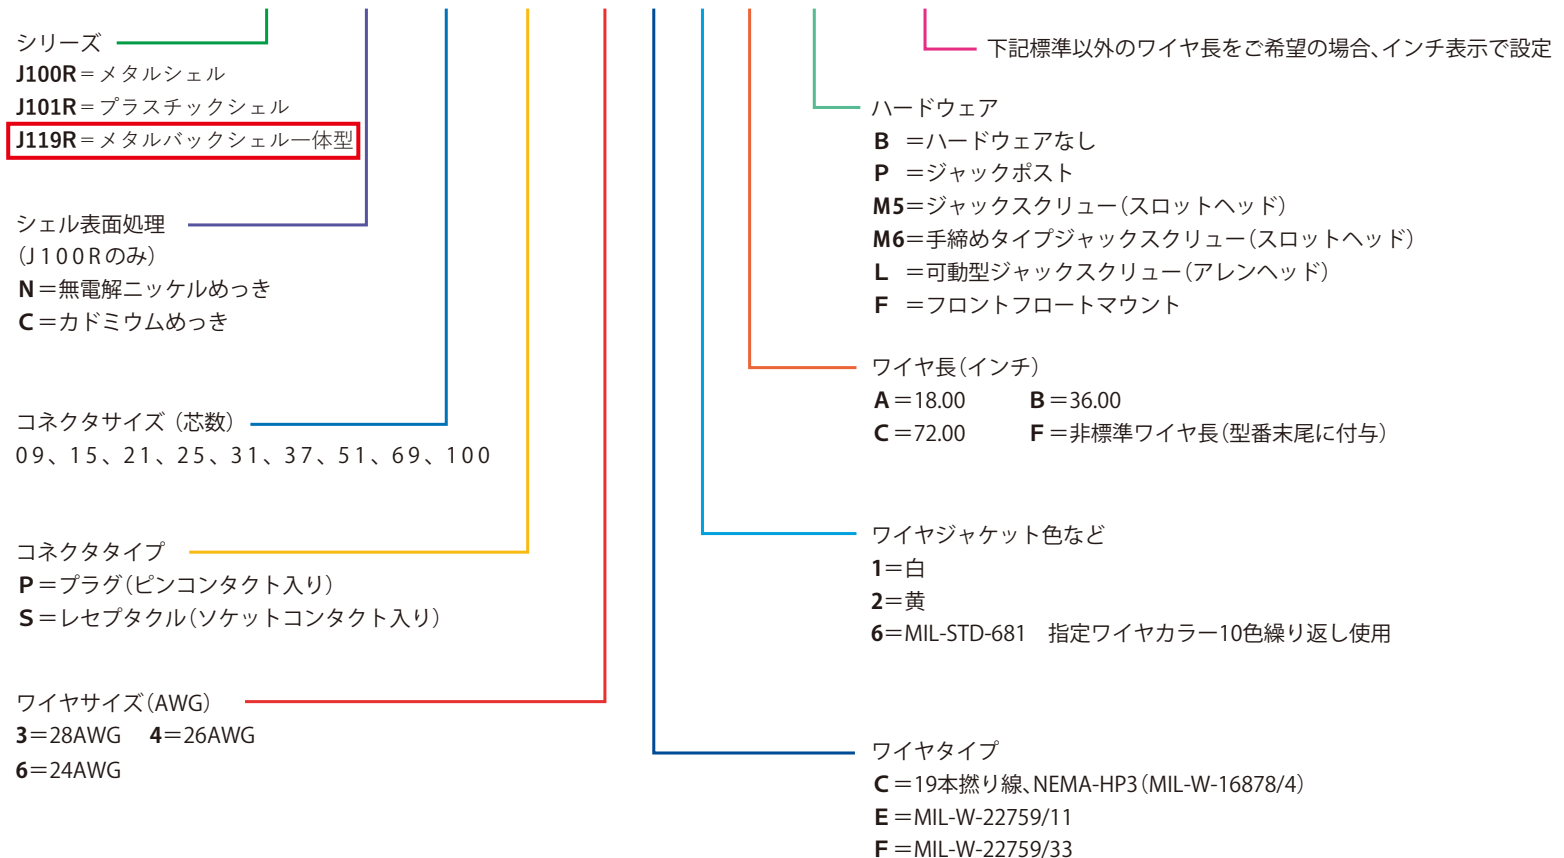 シリーズ
J100R＝メタルシェル
J101R＝プラスチックシェル
J119R＝メタルバックシェル一体型
シェル表面処理
(J100Rのみ)
N＝無電解ニッケルめっき
C＝カドミウムめっき
コネクタサイズ（芯数）
09、15、21、25、31、37、51、69、100
コネクタタイプ
P＝プラグ（ピンコンタクト入り）
S＝レセプタクル（ソケットコンタクト入り）
ワイヤサイズ（AWG）
3＝28AWG　4＝26AWG
6＝24AWG
下記標準以外のワイヤ長をご希望の場合、インチ表示で設定
ハードウェア
B ＝ハードウェアなし
P ＝ジャックポスト
M5＝ジャックスクリュー（スロットヘッド）
M6＝手締めタイプジャックスクリュー（スロットヘッド）
L ＝可動型ジャックスクリュー（アレンヘッド）
F ＝フロントフロートマウント
ワイヤ長（インチ）
A＝18.00　B＝36.00
C＝72.00　F＝非標準ワイヤ長（型番末尾に付与）
ワイヤジャケット色など
1＝白
2＝黄
6＝MIL-STD-681　指定ワイヤカラー10色繰り返し使用
ワイヤタイプ
C＝19本撚り線、NEMA-HP3（MIL-W-16878/4）
E＝MIL-W-22759/11
F＝MIL-W-22759/33